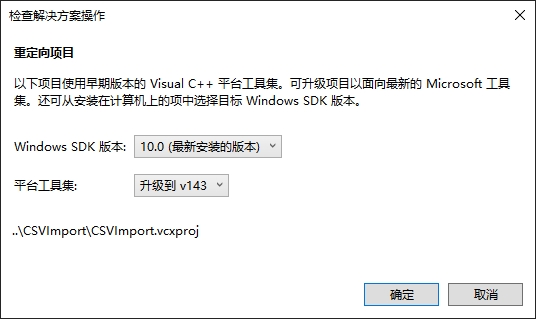 检查解决方案操作
重定向项目
以下项目使用早期版本的 Visual C++ 平台工具集。可升级项目以面向最新的 Microsoft 工具
集。还可从安装在计算机上的项中选择目标 Windows SDK 版本。
Windows SDK 版本: 10.0 (最新安装的版本)
平台工具集: 升级到 v143
..\CSVImport\CSVImport.vcxproj
确定 取消